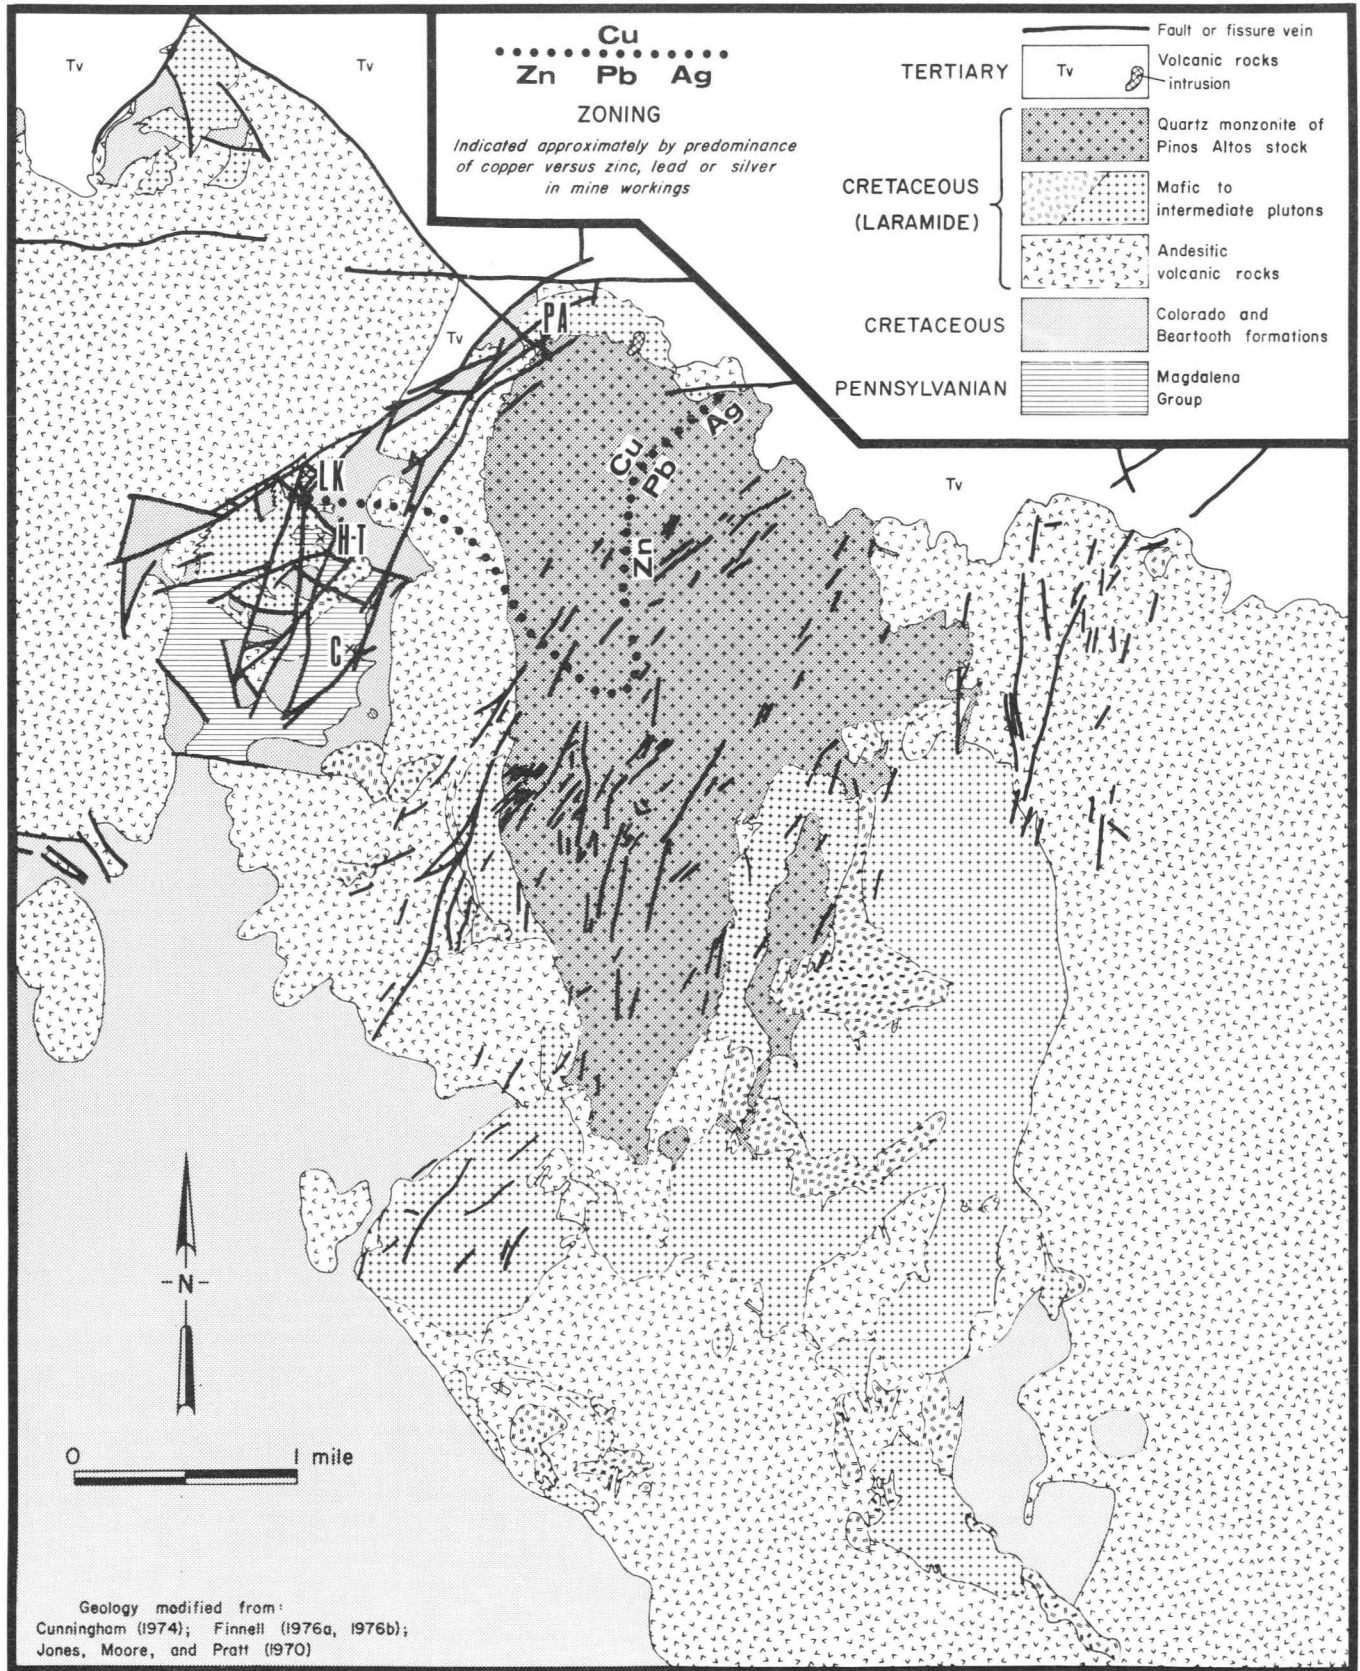 Tv
Tv
Cu
Zn Pb Ag
ZONING
Indicated approximately by predominance
of copper versus zinc, lead or silver
in mine workings
Fault or fissure vein
TERTIARY
Tv
Volcanic rocks
intrusion
CRETACEOUS
(LARAMIDE)
Quartz monzonite of
Pinos Altos stock
Mafic to
intermediate plutons
Andesitic
volcanic rocks
CRETACEOUS
Colorado and
Beartooth formations
PENNSYLVANIAN
Magdalena
Group
PA
Tv
Ag
Cu
Pb
LK
Tv
H-T
Zn
C
-N-
0 1 mile
Geology modified from:
Cunningham (1974); Finnell (1976a, 1976b);
Jones, Moore, and Pratt (1970)